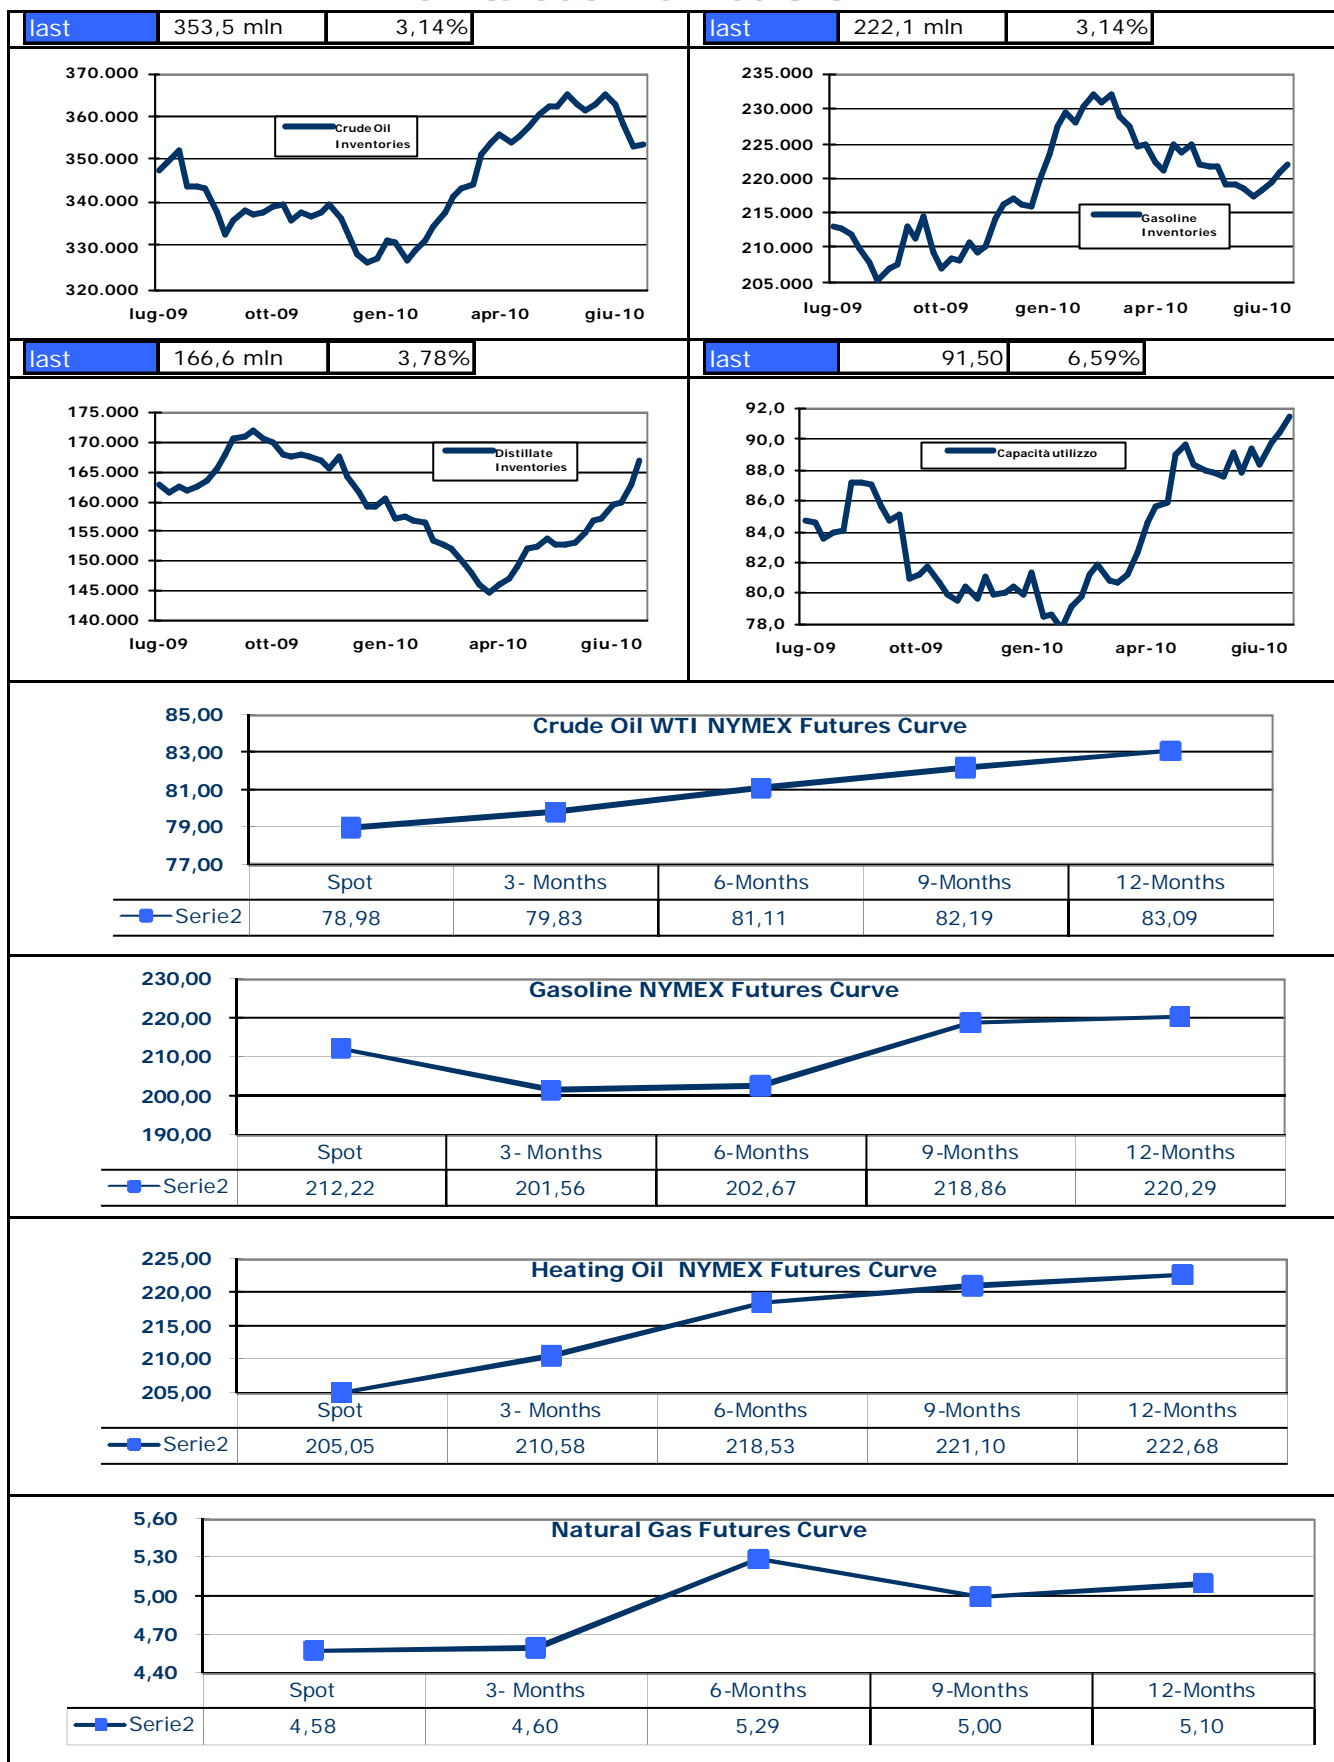 last 353,5 mln 3,14% last 222,1 mln 3,14%
370.000
360.000
350.000
340.000
330.000
320.000
Crude Oil
Inventories
lug-09 ott-09 gen-10 apr-10 giu-10
235.000
230.000
225.000
220.000
215.000
210.000
205.000
Gasoline
Inventories
lug-09 ott-09 gen-10 apr-10 giu-10
last 166,6 mln 3,78% last 91,50 6,59%
175.000
170.000
165.000
160.000
155.000
150.000
145.000
140.000
Distillate
Inventories
lug-09 ott-09 gen-10 apr-10 giu-10
92,0
90,0
88,0
86,0
84,0
82,0
80,0
78,0
Capacità utilizzo
lug-09 ott-09 gen-10 apr-10 giu-10
Crude Oil WTI NYMEX Futures Curve
85,00
83,00
81,00
79,00
77,00
Spot 3- Months 6-Months 9-Months 12-Months
Serie2 78,98 79,83 81,11 82,19 83,09
Gasoline NYMEX Futures Curve
230,00
220,00
210,00
200,00
190,00
Spot 3- Months 6-Months 9-Months 12-Months
Serie2 212,22 201,56 202,67 218,86 220,29
Heating Oil NYMEX Futures Curve
225,00
220,00
215,00
210,00
205,00
Spot 3- Months 6-Months 9-Months 12-Months
Serie2 205,05 210,58 218,53 221,10 222,68
Natural Gas Futures Curve
5,60
5,30
5,00
4,70
4,40
Spot 3- Months 6-Months 9-Months 12-Months
Serie2 4,58 4,60 5,29 5,00 5,10